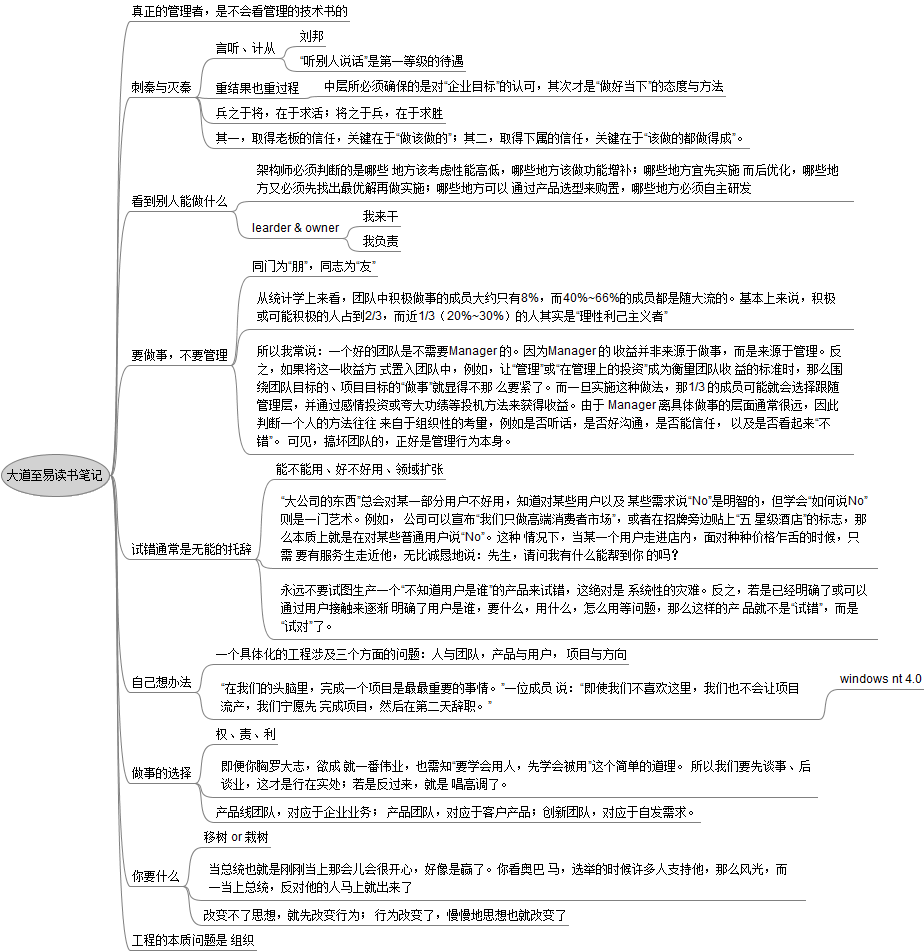 真正的管理者，是不会看管理的技术书的
刘邦
言听、计从
“听别人说话”是第一等级的待遇
刺秦与灭秦
重结果也重过程
中层所必须确保的是对“企业目标”的认可，其次才是“做好当下”的态度与方法
兵之于将，在于求活；将之于兵，在于求胜
其一，取得老板的信任，关键在于“做该做的”；其二，取得下属的信任，关键在于“该做的都做得成”。
架构师必须判断的是哪些 地方该考虑性能高低，哪些地方该做功能增补；哪些地方宜先实施 而后优化，哪些地
方又必须先找出最优解再做实施；哪些地方可以 通过产品选型来购置，哪些地方必须自主研发
看到别人能做什么
我来干
learder & owner
我负责
同门为“朋”，同志为“友”
从统计学上来看，团队中积极做事的成员大约只有8%，而40%~66%的成员都是随大流的。基本上来说，积极
或可能积极的人占到2/3，而近1/3（20%~30%）的人其实是“理性利己主义者”
要做事，不要管理
所以我常说：一个好的团队是不需要Manager 的。因为Manager 的 收益并非来源于做事，而是来源于管理。反
之，如果将这一收益方 式置入团队中，例如，让“管理”或“在管理上的投资”成为衡量团队收 益的标准时，那么围
绕团队目标的、项目目标的“做事”就显得不那 么要紧了。而一旦实施这种做法，那1/3 的成员可能就会选择跟随
管理层，并通过感情投资或夸大功绩等投机方法来获得收益。由于 Manager 离具体做事的层面通常很远，因此
判断一个人的方法往往 来自于组织性的考量，例如是否听话，是否好沟通，是否能信任， 以及是否看起来“不
错”。 可见，搞坏团队的，正好是管理行为本身。
大道至易读书笔记
能不能用、好不好用、领域扩张
“大公司的东西”总会对某一部分用户不好用，知道对某些用户以及 某些需求说“No”是明智的，但学会“如何说No”
则是一门艺术。例如， 公司可以宣布“我们只做高端消费者市场”，或者在招牌旁边贴上“五 星级酒店”的标志，那
么本质上就是在对某些普通用户说“No”。这种 情况下，当某一个用户走进店内，面对种种价格乍舌的时候，只
需 要有服务生走近他，无比诚恳地说：先生，请问我有什么能帮到你 的吗？
试错通常是无能的托辞
永远不要试图生产一个“不知道用户是谁”的产品来试错，这绝对是 系统性的灾难。反之，若是已经明确了或可以
通过用户接触来逐渐 明确了用户是谁，要什么，用什么，怎么用等问题，那么这样的产 品就不是“试错”，而是
“试对”了。
一个具体化的工程涉及三个方面的问题：人与团队，产品与用户， 项目与方向
自己想办法
“在我们的头脑里，完成一个项目是最最重要的事情。”一位成员 说：“即使我们不喜欢这里，我们也不会让项目
流产，我们宁愿先 完成项目，然后在第二天辞职。”
windows nt 4.0
权、责、利
即便你胸罗大志，欲成 就一番伟业，也需知“要学会用人，先学会被用”这个简单的道理。 所以我们要先谈事、后
谈业，这才是行在实处；若是反过来，就是 唱高调了。
做事的选择
产品线团队，对应于企业业务； 产品团队，对应于客户产品；创新团队，对应于自发需求。
移树 or 栽树
当总统也就是刚刚当上那会儿会很开心，好像是赢了。你看奥巴 马，选举的时候许多人支持他，那么风光，而
一当上总统，反对他的人马上就出来了
你要什么
改变不了思想，就先改变行为； 行为改变了，慢慢地思想也就改变了
工程的本质问题是 组织